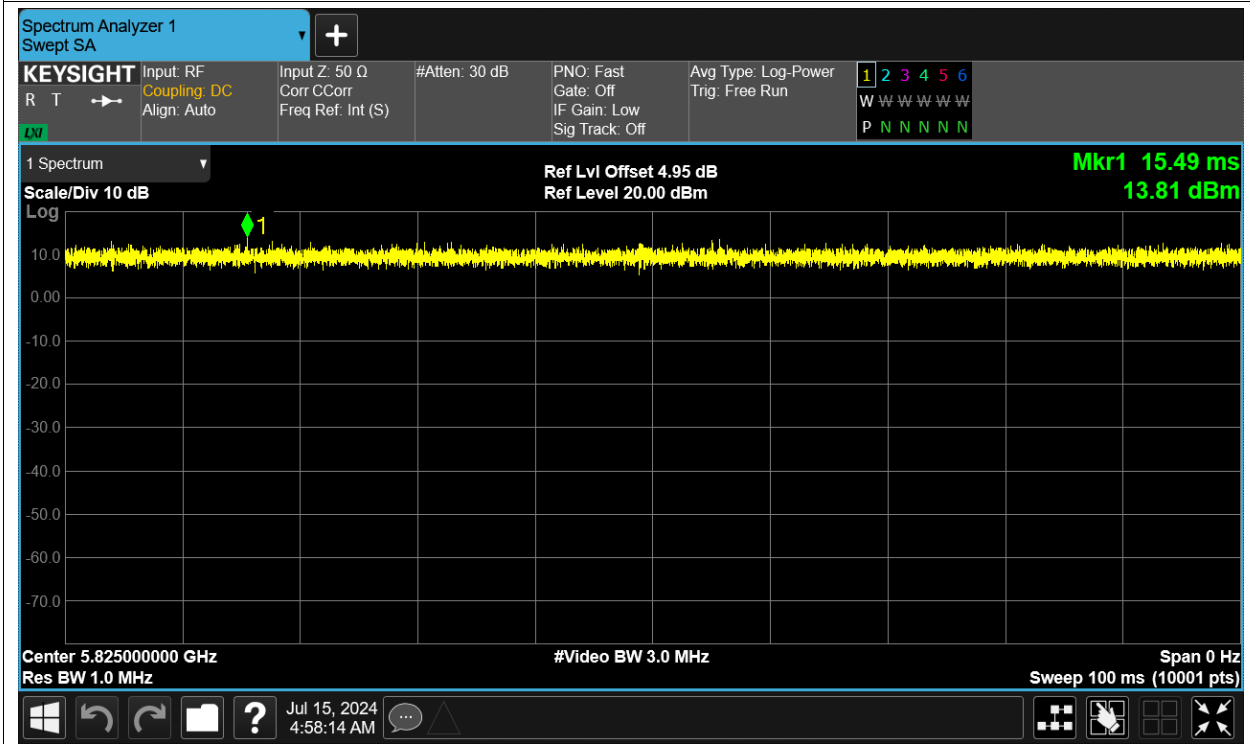 Spectrum Analyzer 1
Swept SA
+
KEYSIGHT
R T
LXI
Input: RF
Coupling: DC
Align: Auto
Input Z: 50 Ω
Corr CCorr
Freq Ref: Int (S)
#Atten: 30 dB
PNO: Fast
Gate: Off
IF Gain: Low
Sig Track: Off
Avg Type: Log-Power
Trig: Free Run
1 2 3 4 5 6
W W W W W W
P N N N N N
1 Spectrum
Scale/Div 10 dB
Log
Ref Lvl Offset 4.95 dB
Ref Level 20.00 dBm
Mkr1 15.49 ms
13.81 dBm
1
10.0
0.00
-10.0
-20.0
-30.0
-40.0
-50.0
-60.0
-70.0
Center 5.825000000 GHz
Res BW 1.0 MHz
#Video BW 3.0 MHz
Span 0 Hz
Sweep 100 ms (10001 pts)
?
Jul 15, 2024
4:58:14 AM